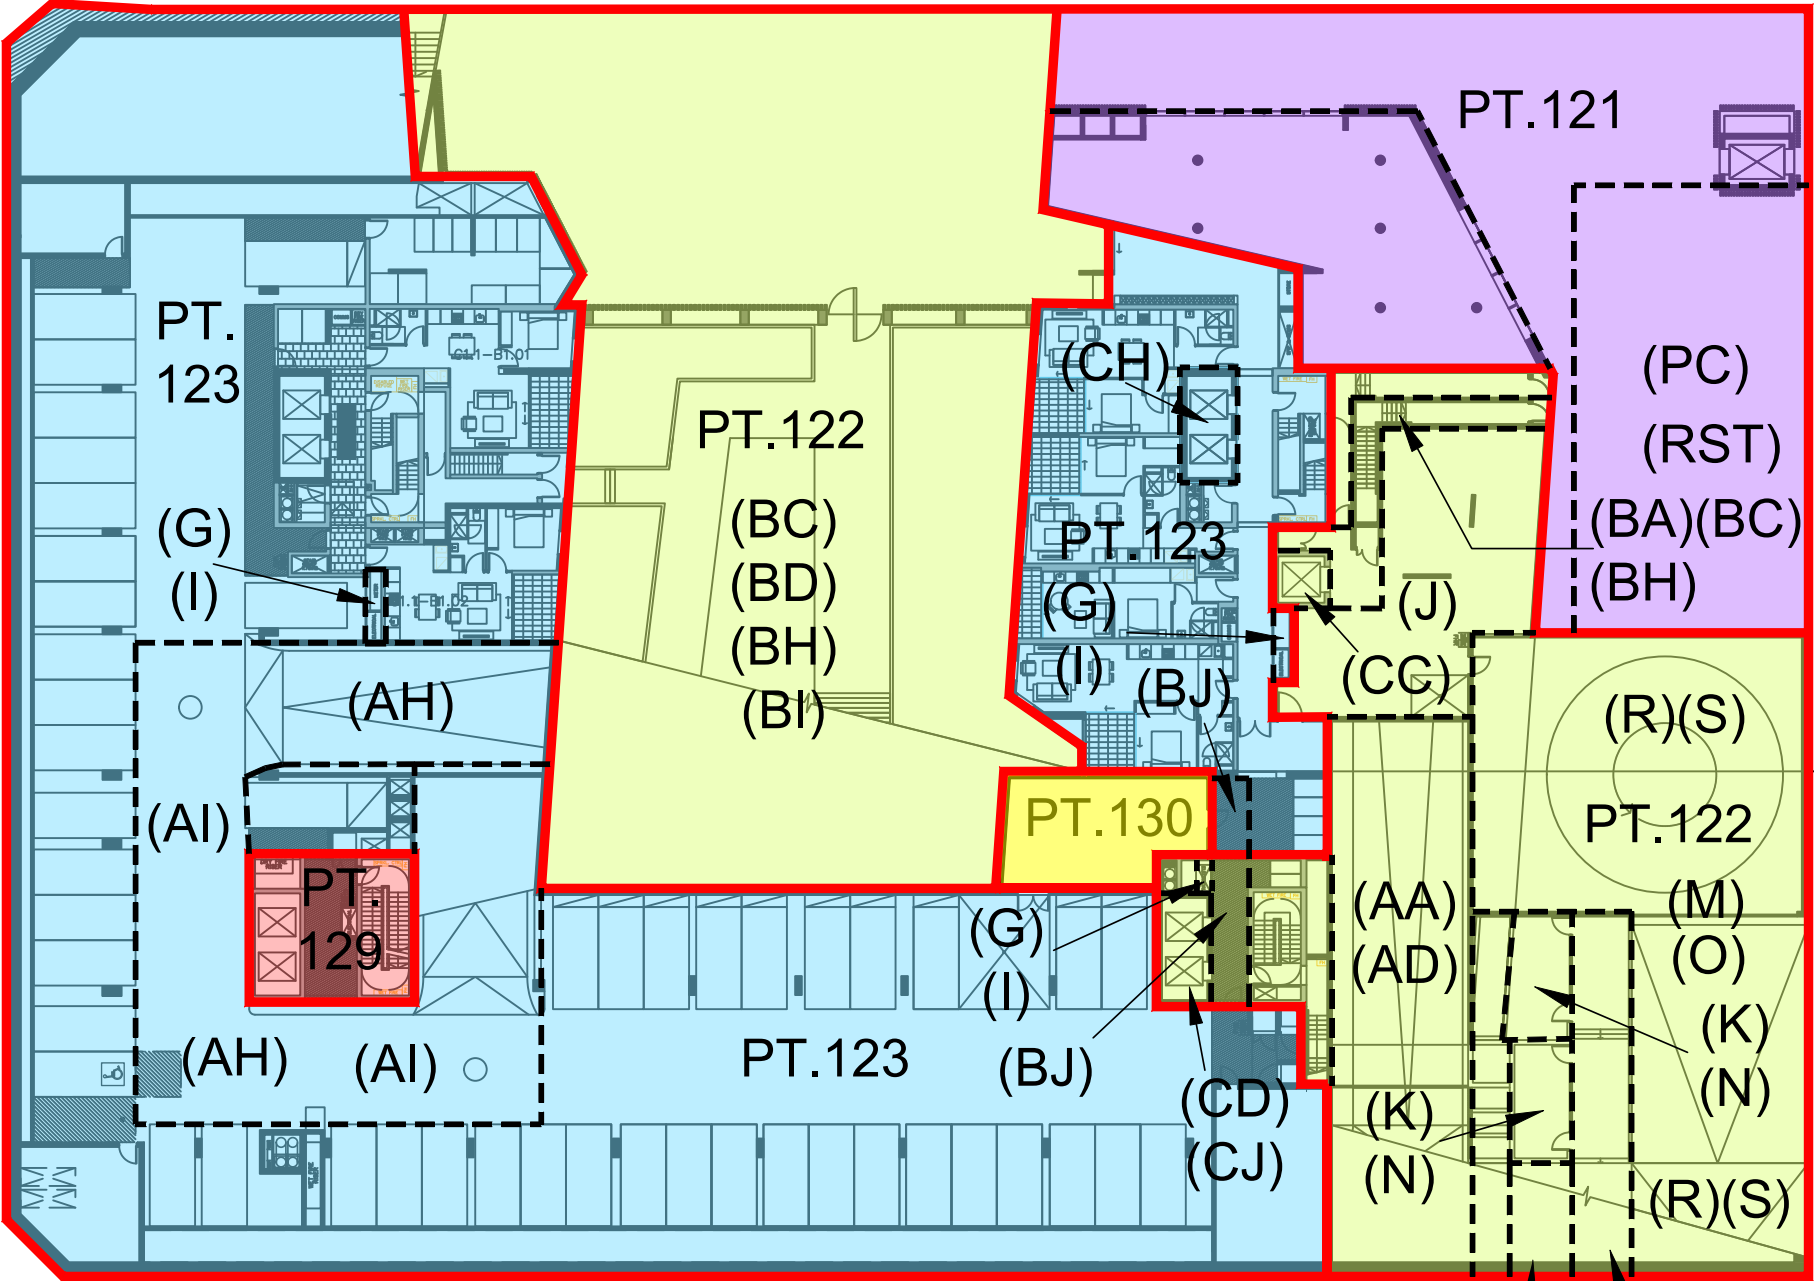 PT.121
PT.
123
(CH)
(PC)
PT.122
(RST)
(G)
(BC)
PT.123
(BA)(BC)
(I)
(BD)
(G)
(J)
(BH)
(BH)
(I)
(CC)
(AH)
(BI)
(BJ)
(R)(S)
(AI)
PT.130
PT.122
PT.
129
(G)
(I)
(AA)
(AD)
(M)
(O)
(AH)
(AI)
PT.123
(BJ)
(CD)
(CJ)
(K)
(N)
(K)
(N)
(R)(S)